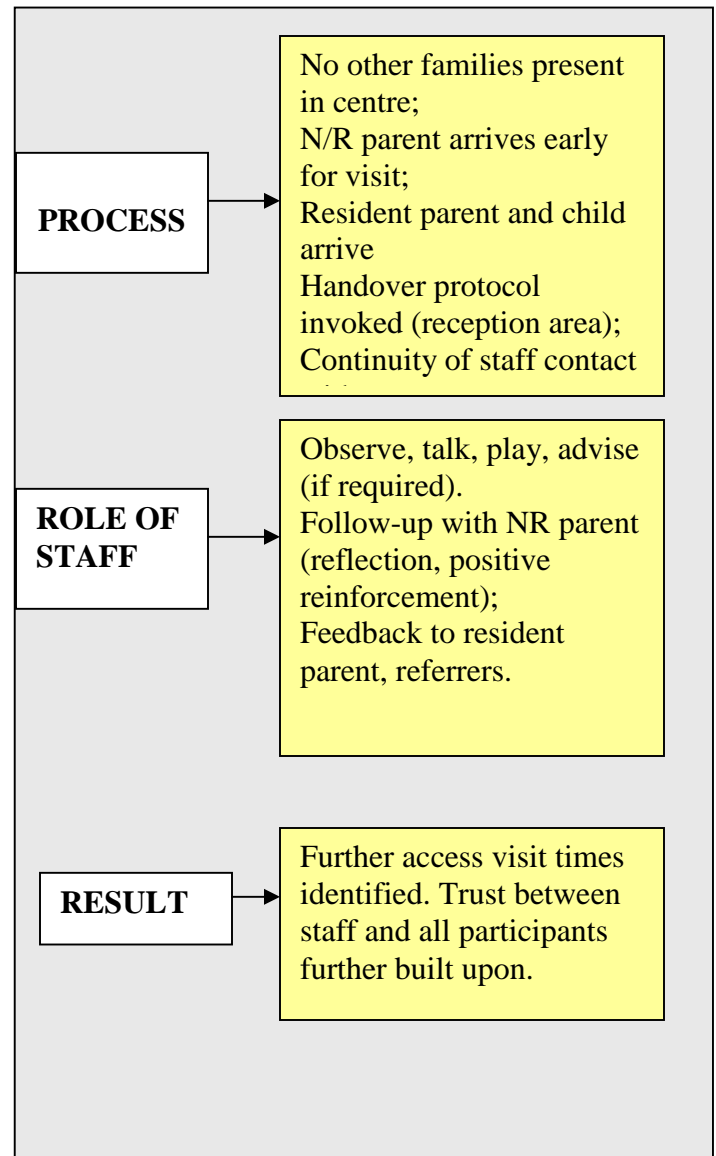 PROCESS
No other families present
in centre;
N/R parent arrives early
for visit;
Resident parent and child
arrive
Handover protocol
invoked (reception area);
Continuity of staff contact
ROLE OF
STAFF
Observe, talk, play, advise
(if required).
Follow-up with NR parent
(reflection, positive
reinforcement);
Feedback to resident
parent, referrers.
RESULT
Further access visit times
identified. Trust between
staff and all participants
further built upon.